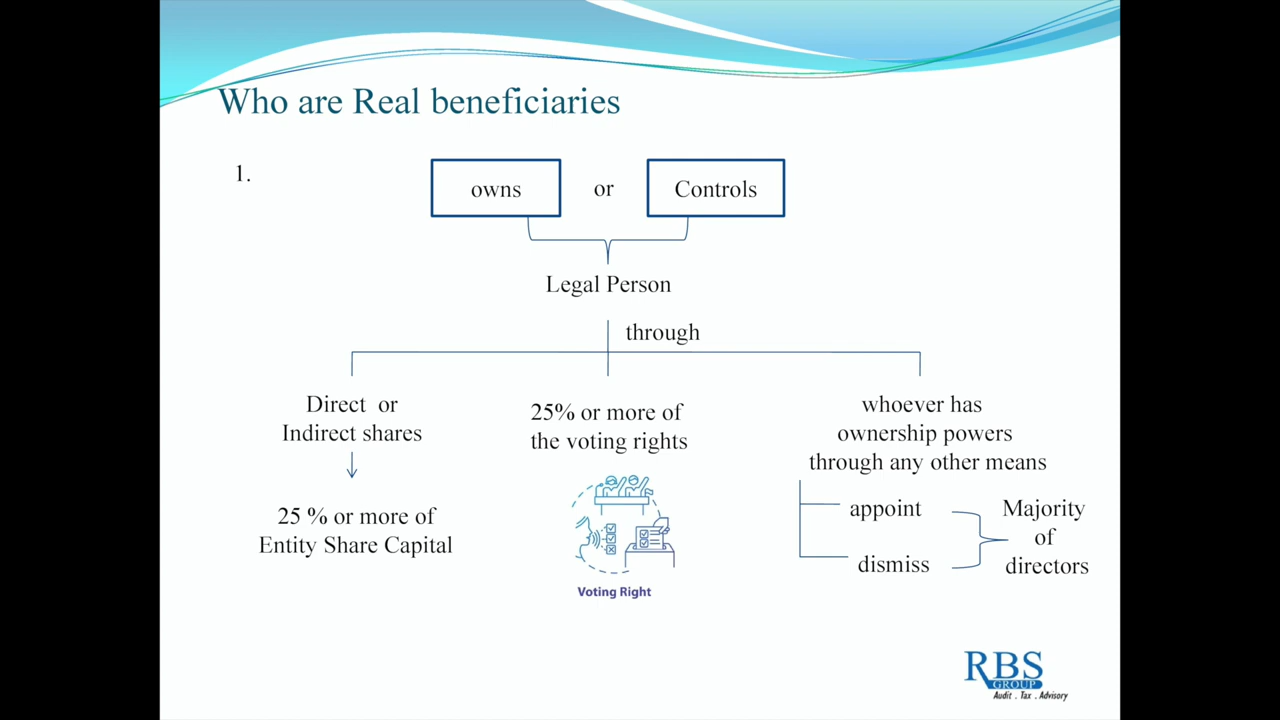 Who are Real beneficiaries
1.
owns or Controls
Legal Person
through
Direct or
Indirect shares
25 % or more of
Entity Share Capital
25% or more of
the voting rights
Voting Right
whoever has
ownership powers
through any other means
appoint
dismiss
Majority
of
directors
RBS
GROUP
Audit . Tax . Advisory